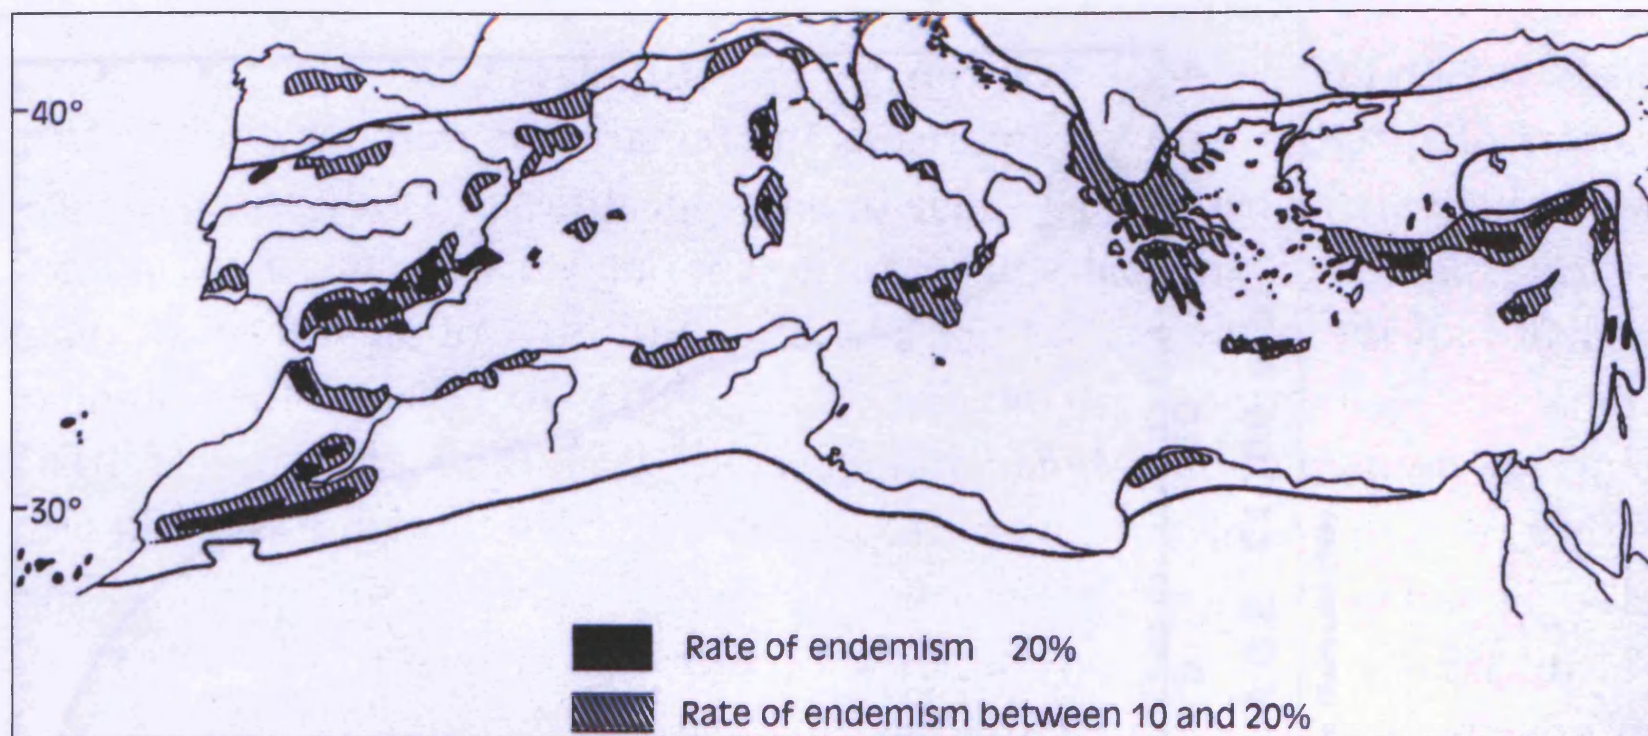 40°
30°
Rate of endemism 20%
Rate of endemism between 10 and 20%